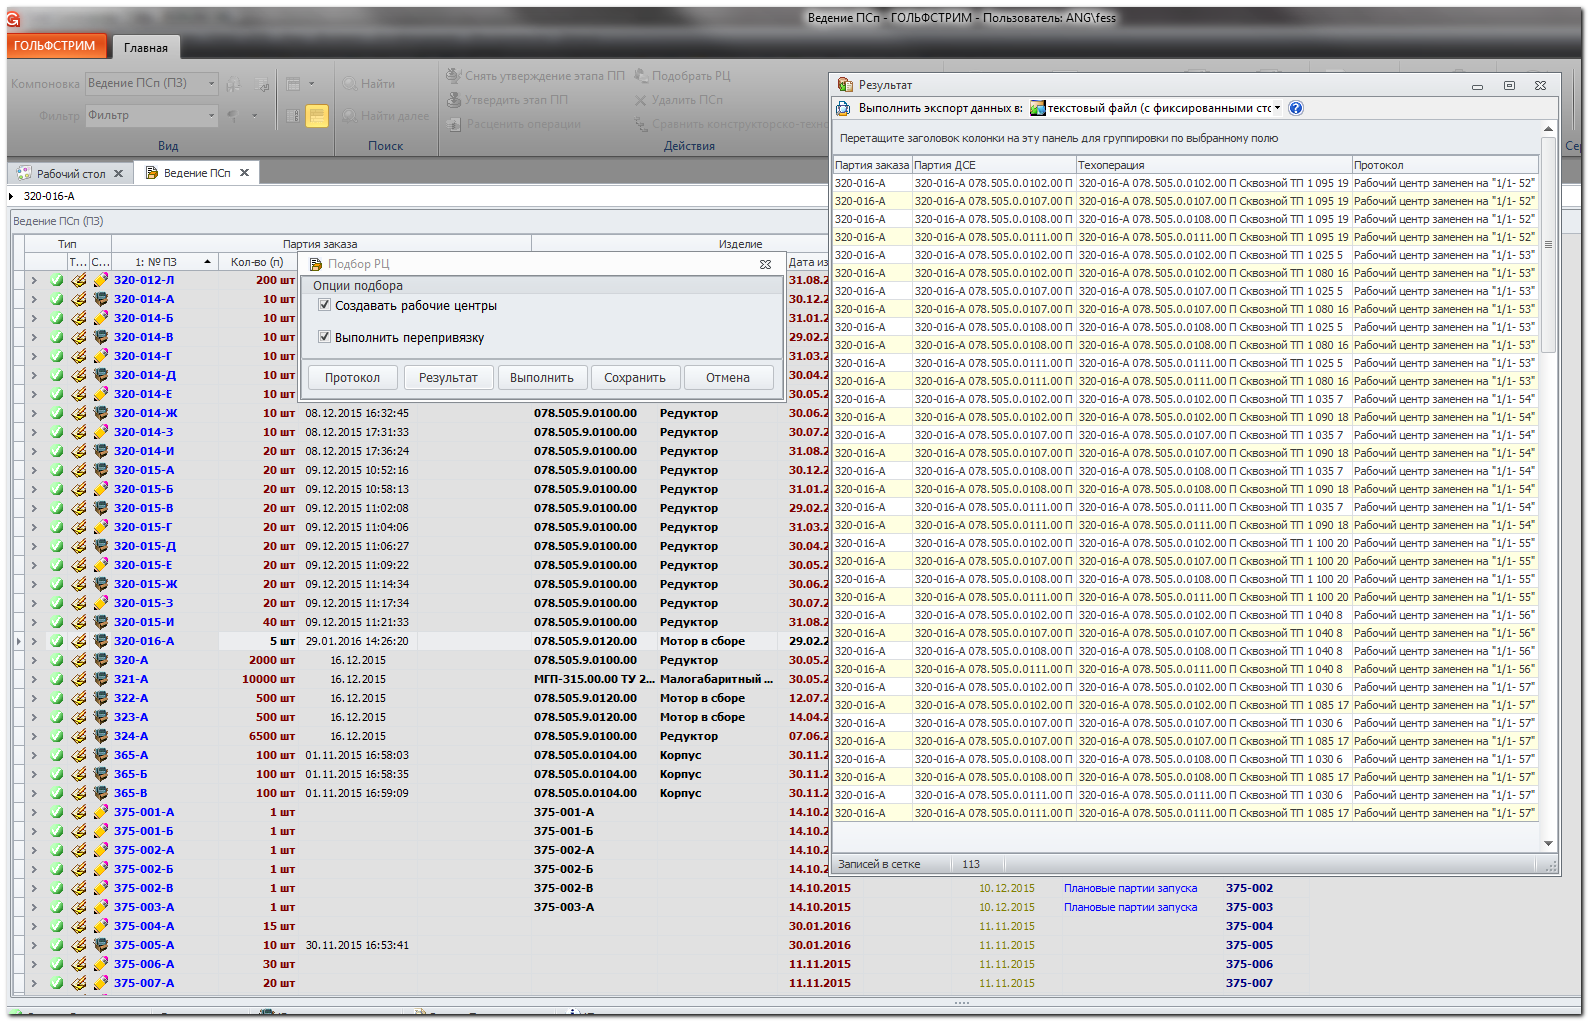 Ведение ПСп - ГОЛЬФСТРИМ - Пользователь: ANG\fess
ГОЛЬФСТРИМ Главная
Компоновка Ведение ПСп (ПЗ) Найти Снять утверждение этапа ПП Подобрать РЦ
Фильтр Фильтр Найти далее Утвердить этап ПП Удалить ПСп
Расценить операции Сравнить конструкторско-техно
Вид Поиск Действия Сер
Рабочий стол Ведение ПСп
320-016-А
Ведение ПСп (ПЗ)
Тип Партия заказа Изделие
Т... С... 1: № ПЗ Кол-во (п) Дата из
320-012-Л 200 шт 31.08.2
320-014-А 10 шт 30.12.2
320-014-Б 10 шт 31.01.2
320-014-В 10 шт 29.02.2
320-014-Г 10 шт 31.03.2
320-014-Д 10 шт 30.04.2
320-014-Е 10 шт 30.05.2
320-014-Ж 10 шт 08.12.2015 16:32:45 078.505.9.0100.00 Редуктор 30.06.2
320-014-З 10 шт 08.12.2015 17:31:33 078.505.9.0100.00 Редуктор 30.07.2
320-014-И 20 шт 08.12.2015 17:36:24 078.505.9.0100.00 Редуктор 31.08.2
320-015-А 20 шт 09.12.2015 10:52:16 078.505.9.0100.00 Редуктор 30.12.2
320-015-Б 20 шт 09.12.2015 10:58:13 078.505.9.0100.00 Редуктор 31.01.2
320-015-В 20 шт 09.12.2015 11:02:08 078.505.9.0100.00 Редуктор 29.02.2
320-015-Г 20 шт 09.12.2015 11:04:06 078.505.9.0100.00 Редуктор 31.03.2
320-015-Д 20 шт 09.12.2015 11:06:27 078.505.9.0100.00 Редуктор 30.04.2
320-015-Е 20 шт 09.12.2015 11:09:22 078.505.9.0100.00 Редуктор 30.05.2
320-015-Ж 20 шт 09.12.2015 11:14:34 078.505.9.0100.00 Редуктор 30.06.2
320-015-З 20 шт 09.12.2015 11:17:34 078.505.9.0100.00 Редуктор 30.07.2
320-015-И 40 шт 09.12.2015 11:21:33 078.505.9.0100.00 Редуктор 31.08.2
320-016-А 5 шт 29.01.2016 14:26:20 078.505.9.0120.00 Мотор в сборе 29.02.2
320-А 2000 шт 16.12.2015 078.505.9.0100.00 Редуктор 30.05.2
321-А 10000 шт 16.12.2015 МГП-315.00.00 ТУ 2... Малогабаритный ... 30.05.2
322-А 500 шт 16.12.2015 078.505.9.0120.00 Мотор в сборе 12.07.2
323-А 500 шт 16.12.2015 078.505.9.0120.00 Мотор в сборе 14.04.2
324-А 6500 шт 16.12.2015 078.505.9.0100.00 Редуктор 07.06.2
365-А 100 шт 01.11.2015 16:58:03 078.505.0.0104.00 Корпус 30.11.2
365-Б 100 шт 01.11.2015 16:58:35 078.505.0.0104.00 Корпус 30.11.2
365-В 100 шт 01.11.2015 16:59:09 078.505.0.0104.00 Корпус 30.11.2
375-001-А 1 шт 375-001-А 14.10.2
375-001-Б 1 шт 375-001-Б 14.10.2
375-002-А 1 шт 375-002-А 14.10.2
375-002-Б 1 шт 375-002-Б 14.10.2
375-002-В 1 шт 375-002-В 14.10.2015 10.12.2015 Плановые партии запуска 375-002
375-003-А 1 шт 375-003-А 14.10.2015 10.12.2015 Плановые партии запуска 375-003
375-004-А 15 шт 30.01.2016 11.11.2015 375-004
375-005-А 10 шт 30.11.2015 16:53:41 30.01.2016 11.11.2015 375-005
375-006-А 30 шт 11.11.2015 11.11.2015 375-006
375-007-А 20 шт 11.11.2015 11.11.2015 375-007
Подбор РЦ
Опции подбора
Создавать рабочие центры
Выполнить перепривязку
Протокол Результат Выполнить Сохранить Отмена
Результат
Выполнить экспорт данных в: текстовый файл (с фиксированными стс
Перетащите заголовок колонки на эту панель для группировки по выбранному полю
Партия заказа Партия ДСЕ Техоперация Протокол
320-016-А 320-016-А 078.505.0.0102.00 П 320-016-А 078.505.0.0102.00 П Сквозной ТП 1 095 19 Рабочий центр заменен на "1/1- 52"
320-016-А 320-016-А 078.505.0.0107.00 П 320-016-А 078.505.0.0107.00 П Сквозной ТП 1 095 19 Рабочий центр заменен на "1/1- 52"
320-016-А 320-016-А 078.505.0.0108.00 П 320-016-А 078.505.0.0108.00 П Сквозной ТП 1 095 19 Рабочий центр заменен на "1/1- 52"
320-016-А 320-016-А 078.505.0.0111.00 П 320-016-А 078.505.0.0111.00 П Сквозной ТП 1 095 19 Рабочий центр заменен на "1/1- 52"
320-016-А 320-016-А 078.505.0.0102.00 П 320-016-А 078.505.0.0102.00 П Сквозной ТП 1 025 5 Рабочий центр заменен на "1/1- 53"
320-016-А 320-016-А 078.505.0.0102.00 П 320-016-А 078.505.0.0102.00 П Сквозной ТП 1 080 16 Рабочий центр заменен на "1/1- 53"
320-016-А 320-016-А 078.505.0.0107.00 П 320-016-А 078.505.0.0107.00 П Сквозной ТП 1 025 5 Рабочий центр заменен на "1/1- 53"
320-016-А 320-016-А 078.505.0.0107.00 П 320-016-А 078.505.0.0107.00 П Сквозной ТП 1 080 16 Рабочий центр заменен на "1/1- 53"
320-016-А 320-016-А 078.505.0.0108.00 П 320-016-А 078.505.0.0108.00 П Сквозной ТП 1 025 5 Рабочий центр заменен на "1/1- 53"
320-016-А 320-016-А 078.505.0.0108.00 П 320-016-А 078.505.0.0108.00 П Сквозной ТП 1 080 16 Рабочий центр заменен на "1/1- 53"
320-016-А 320-016-А 078.505.0.0111.00 П 320-016-А 078.505.0.0111.00 П Сквозной ТП 1 025 5 Рабочий центр заменен на "1/1- 53"
320-016-А 320-016-А 078.505.0.0111.00 П 320-016-А 078.505.0.0111.00 П Сквозной ТП 1 080 16 Рабочий центр заменен на "1/1- 53"
320-016-А 320-016-А 078.505.0.0102.00 П 320-016-А 078.505.0.0102.00 П Сквозной ТП 1 035 7 Рабочий центр заменен на "1/1- 54"
320-016-А 320-016-А 078.505.0.0102.00 П 320-016-А 078.505.0.0102.00 П Сквозной ТП 1 090 18 Рабочий центр заменен на "1/1- 54"
320-016-А 320-016-А 078.505.0.0107.00 П 320-016-А 078.505.0.0107.00 П Сквозной ТП 1 035 7 Рабочий центр заменен на "1/1- 54"
320-016-А 320-016-А 078.505.0.0107.00 П 320-016-А 078.505.0.0107.00 П Сквозной ТП 1 090 18 Рабочий центр заменен на "1/1- 54"
320-016-А 320-016-А 078.505.0.0108.00 П 320-016-А 078.505.0.0108.00 П Сквозной ТП 1 035 7 Рабочий центр заменен на "1/1- 54"
320-016-А 320-016-А 078.505.0.0108.00 П 320-016-А 078.505.0.0108.00 П Сквозной ТП 1 090 18 Рабочий центр заменен на "1/1- 54"
320-016-А 320-016-А 078.505.0.0111.00 П 320-016-А 078.505.0.0111.00 П Сквозной ТП 1 035 7 Рабочий центр заменен на "1/1- 54"
320-016-А 320-016-А 078.505.0.0111.00 П 320-016-А 078.505.0.0111.00 П Сквозной ТП 1 090 18 Рабочий центр заменен на "1/1- 54"
320-016-А 320-016-А 078.505.0.0102.00 П 320-016-А 078.505.0.0102.00 П Сквозной ТП 1 100 20 Рабочий центр заменен на "1/1- 55"
320-016-А 320-016-А 078.505.0.0107.00 П 320-016-А 078.505.0.0107.00 П Сквозной ТП 1 100 20 Рабочий центр заменен на "1/1- 55"
320-016-А 320-016-А 078.505.0.0108.00 П 320-016-А 078.505.0.0108.00 П Сквозной ТП 1 100 20 Рабочий центр заменен на "1/1- 55"
320-016-А 320-016-А 078.505.0.0111.00 П 320-016-А 078.505.0.0111.00 П Сквозной ТП 1 100 20 Рабочий центр заменен на "1/1- 55"
320-016-А 320-016-А 078.505.0.0102.00 П 320-016-А 078.505.0.0102.00 П Сквозной ТП 1 040 8 Рабочий центр заменен на "1/1- 56"
320-016-А 320-016-А 078.505.0.0107.00 П 320-016-А 078.505.0.0107.00 П Сквозной ТП 1 040 8 Рабочий центр заменен на "1/1- 56"
320-016-А 320-016-А 078.505.0.0108.00 П 320-016-А 078.505.0.0108.00 П Сквозной ТП 1 040 8 Рабочий центр заменен на "1/1- 56"
320-016-А 320-016-А 078.505.0.0111.00 П 320-016-А 078.505.0.0111.00 П Сквозной ТП 1 040 8 Рабочий центр заменен на "1/1- 56"
320-016-А 320-016-А 078.505.0.0102.00 П 320-016-А 078.505.0.0102.00 П Сквозной ТП 1 030 6 Рабочий центр заменен на "1/1- 57"
320-016-А 320-016-А 078.505.0.0102.00 П 320-016-А 078.505.0.0102.00 П Сквозной ТП 1 085 17 Рабочий центр заменен на "1/1- 57"
320-016-А 320-016-А 078.505.0.0107.00 П 320-016-А 078.505.0.0107.00 П Сквозной ТП 1 030 6 Рабочий центр заменен на "1/1- 57"
320-016-А 320-016-А 078.505.0.0107.00 П 320-016-А 078.505.0.0107.00 П Сквозной ТП 1 085 17 Рабочий центр заменен на "1/1- 57"
320-016-А 320-016-А 078.505.0.0108.00 П 320-016-А 078.505.0.0108.00 П Сквозной ТП 1 030 6 Рабочий центр заменен на "1/1- 57"
320-016-А 320-016-А 078.505.0.0108.00 П 320-016-А 078.505.0.0108.00 П Сквозной ТП 1 085 17 Рабочий центр заменен на "1/1- 57"
320-016-А 320-016-А 078.505.0.0111.00 П 320-016-А 078.505.0.0111.00 П Сквозной ТП 1 030 6 Рабочий центр заменен на "1/1- 57"
320-016-А 320-016-А 078.505.0.0111.00 П 320-016-А 078.505.0.0111.00 П Сквозной ТП 1 085 17 Рабочий центр заменен на "1/1- 57"
Записей в сетке 113